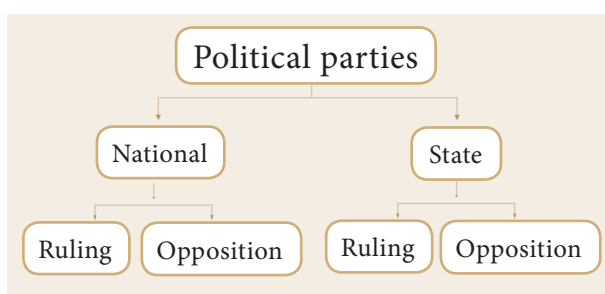 Political parties
National
State
Ruling
Opposition
Ruling
Opposition